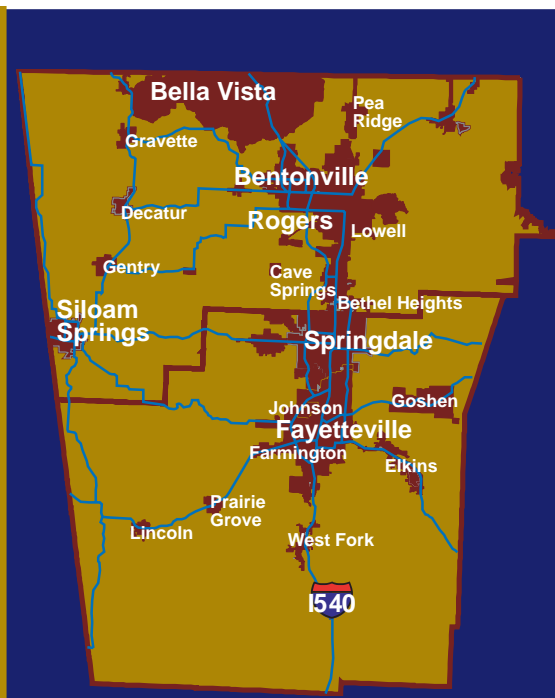 Bella Vista
Pea
Ridge
Gravette
Bentonville
Decatur
Rogers
Lowell
Gentry
Cave
Springs
Bethel Heights
Siloam
Springs
Springdale
Goshen
Johnson
Fayetteville
Farmington
Elkins
Prairie
Grove
Lincoln
West Fork
I540